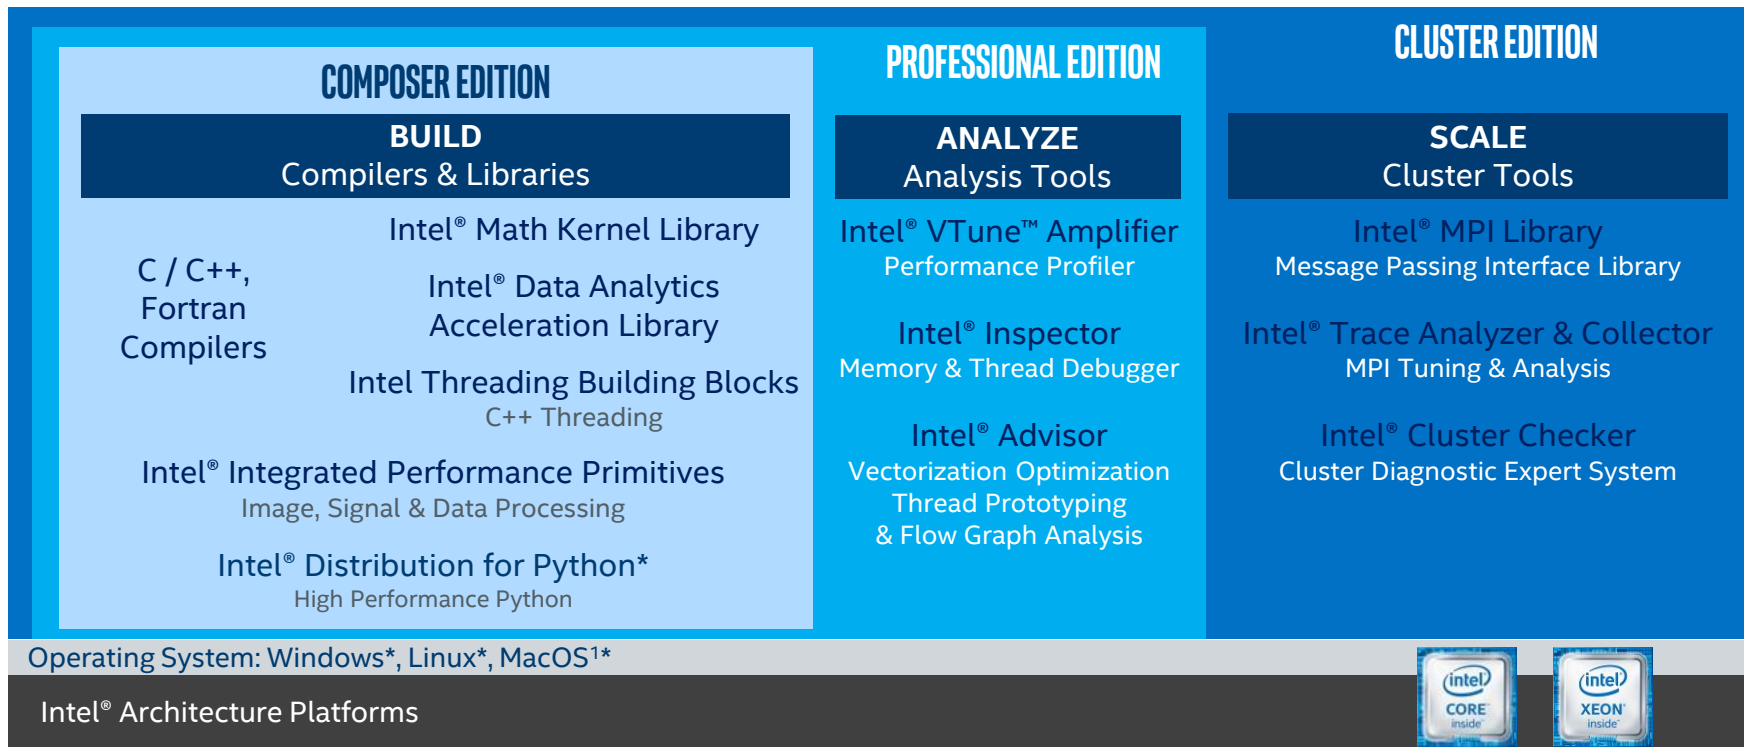 COMPOSER EDITION
BUILD
Compilers & Libraries
C / C++,
Fortran
Compilers
Intel® Math Kernel Library
Intel® Data Analytics
Acceleration Library
Intel Threading Building Blocks
C++ Threading
Intel® Integrated Performance Primitives
Image, Signal & Data Processing
Intel® Distribution for Python*
High Performance Python
PROFESSIONAL EDITION
ANALYZE
Analysis Tools
Intel® VTune™ Amplifier
Performance Profiler
Intel® Inspector
Memory & Thread Debugger
Intel® Advisor
Vectorization Optimization
Thread Prototyping
& Flow Graph Analysis
CLUSTER EDITION
SCALE
Cluster Tools
Intel® MPI Library
Message Passing Interface Library
Intel® Trace Analyzer & Collector
MPI Tuning & Analysis
Intel® Cluster Checker
Cluster Diagnostic Expert System
Operating System: Windows*, Linux*, MacOS¹*
Intel® Architecture Platforms
intel
CORE
inside™
intel
XEON®
inside™